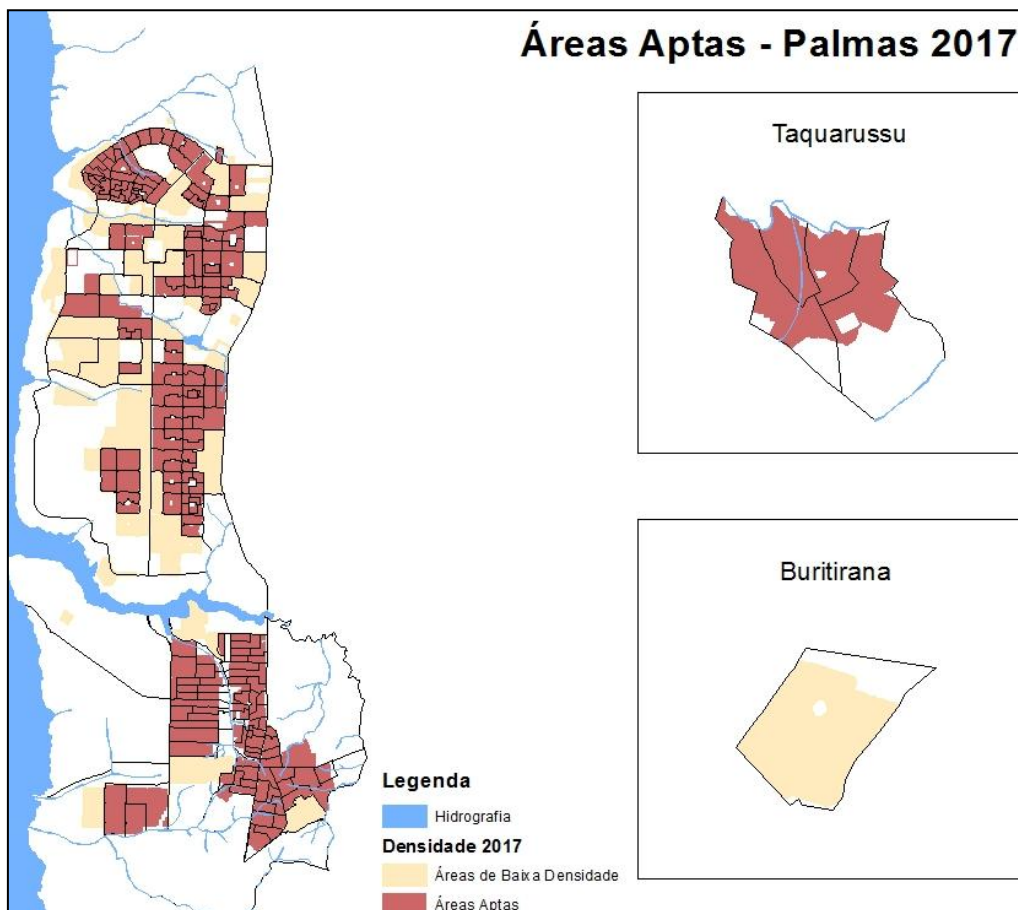 Áreas Aptas - Palmas 2017
Taquarussu
Buritirana
Legenda
Hidrografia
Densidade 2017
Áreas de Baixa Densidade
Áreas Aptas